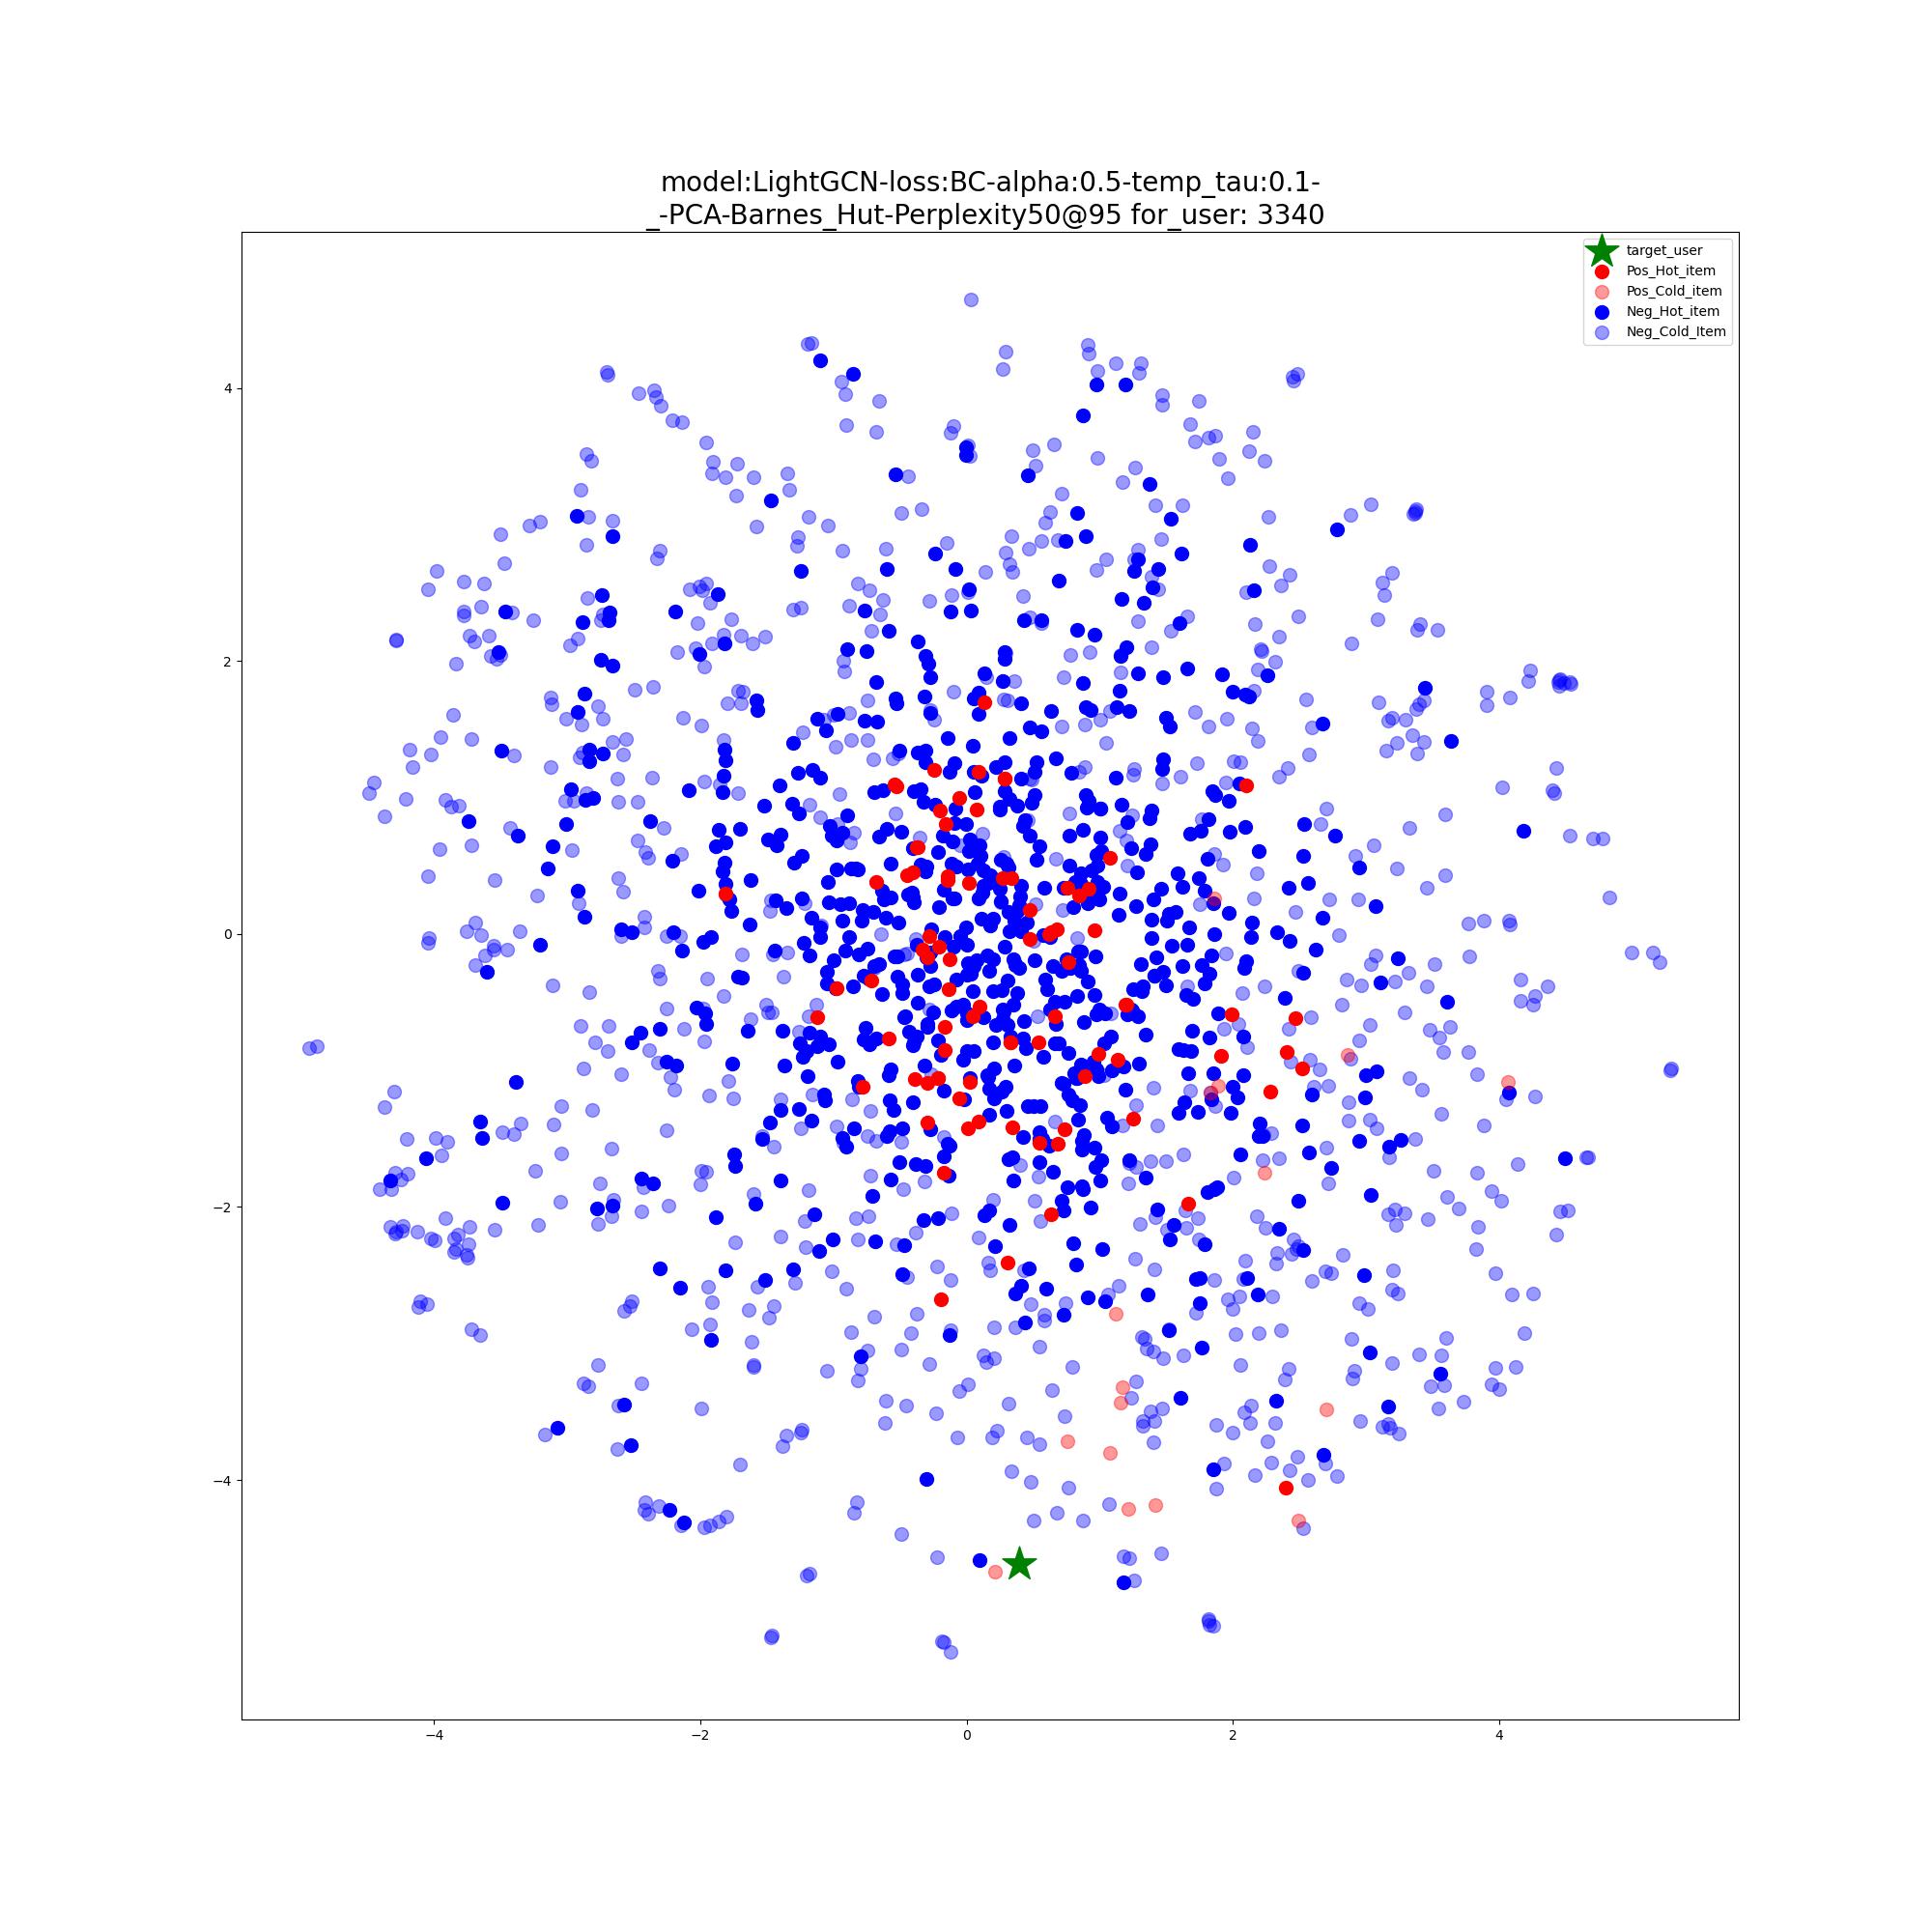 model:LightGCN-loss:BC-alpha:0.5-temp_tau:0.1-
_-PCA-Barnes_Hut-Perplexity50@95 for_user: 3340
target_user
Pos_Hot_item
Pos_Cold_item
Neg_Hot_item
Neg_Cold_Item
4
2
0
−2
−4
−4
−2
0
2
4